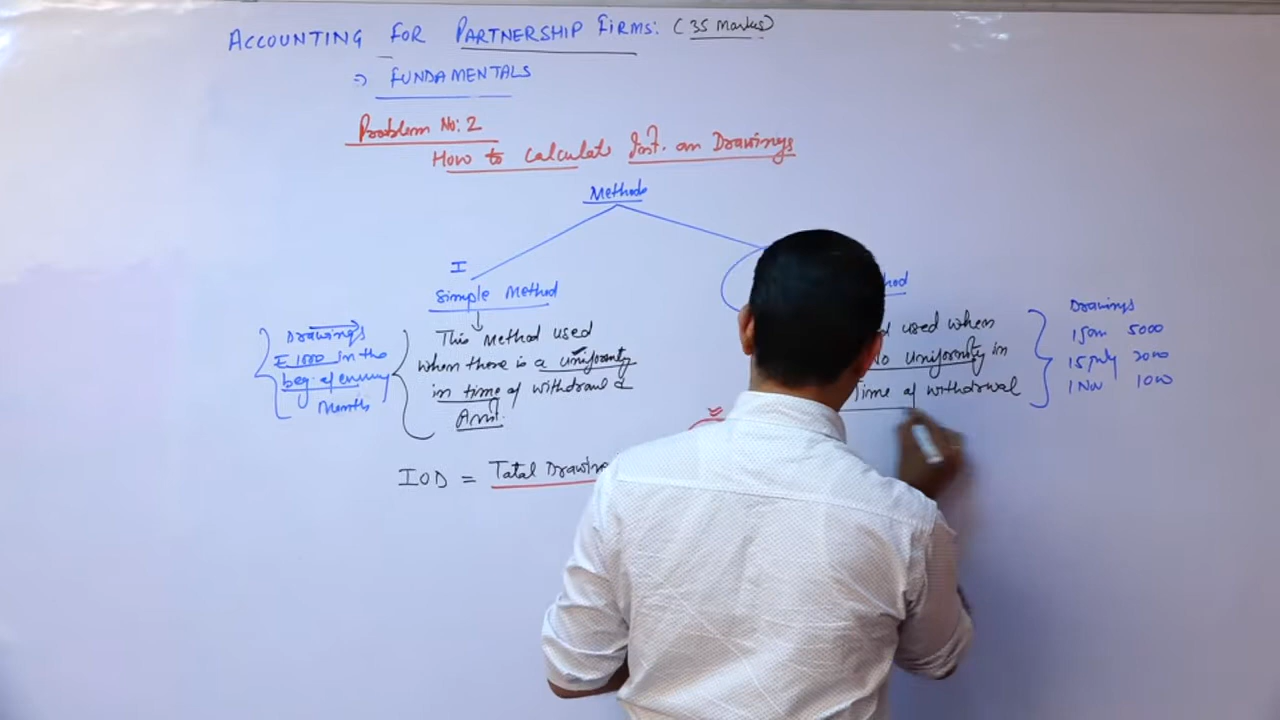 ACCOUNTING FOR PARTNERSHIP FIRMS: (35 Marks)
⇒ FUNDAMENTALS
Problem No: 2
How to Calculate Int. on Drawings
Methods
I
Simple Method
This Method used
when there is a uniformity
in time of withdrawal &
Amt.
Drawings
£ 1000 in the
beg. of every
Month
IOD = Total Drawings
used when
No uniformity in
Time of withdrawal
Drawings
1 Jan 5000
15 July 2000
1 Nov 1000